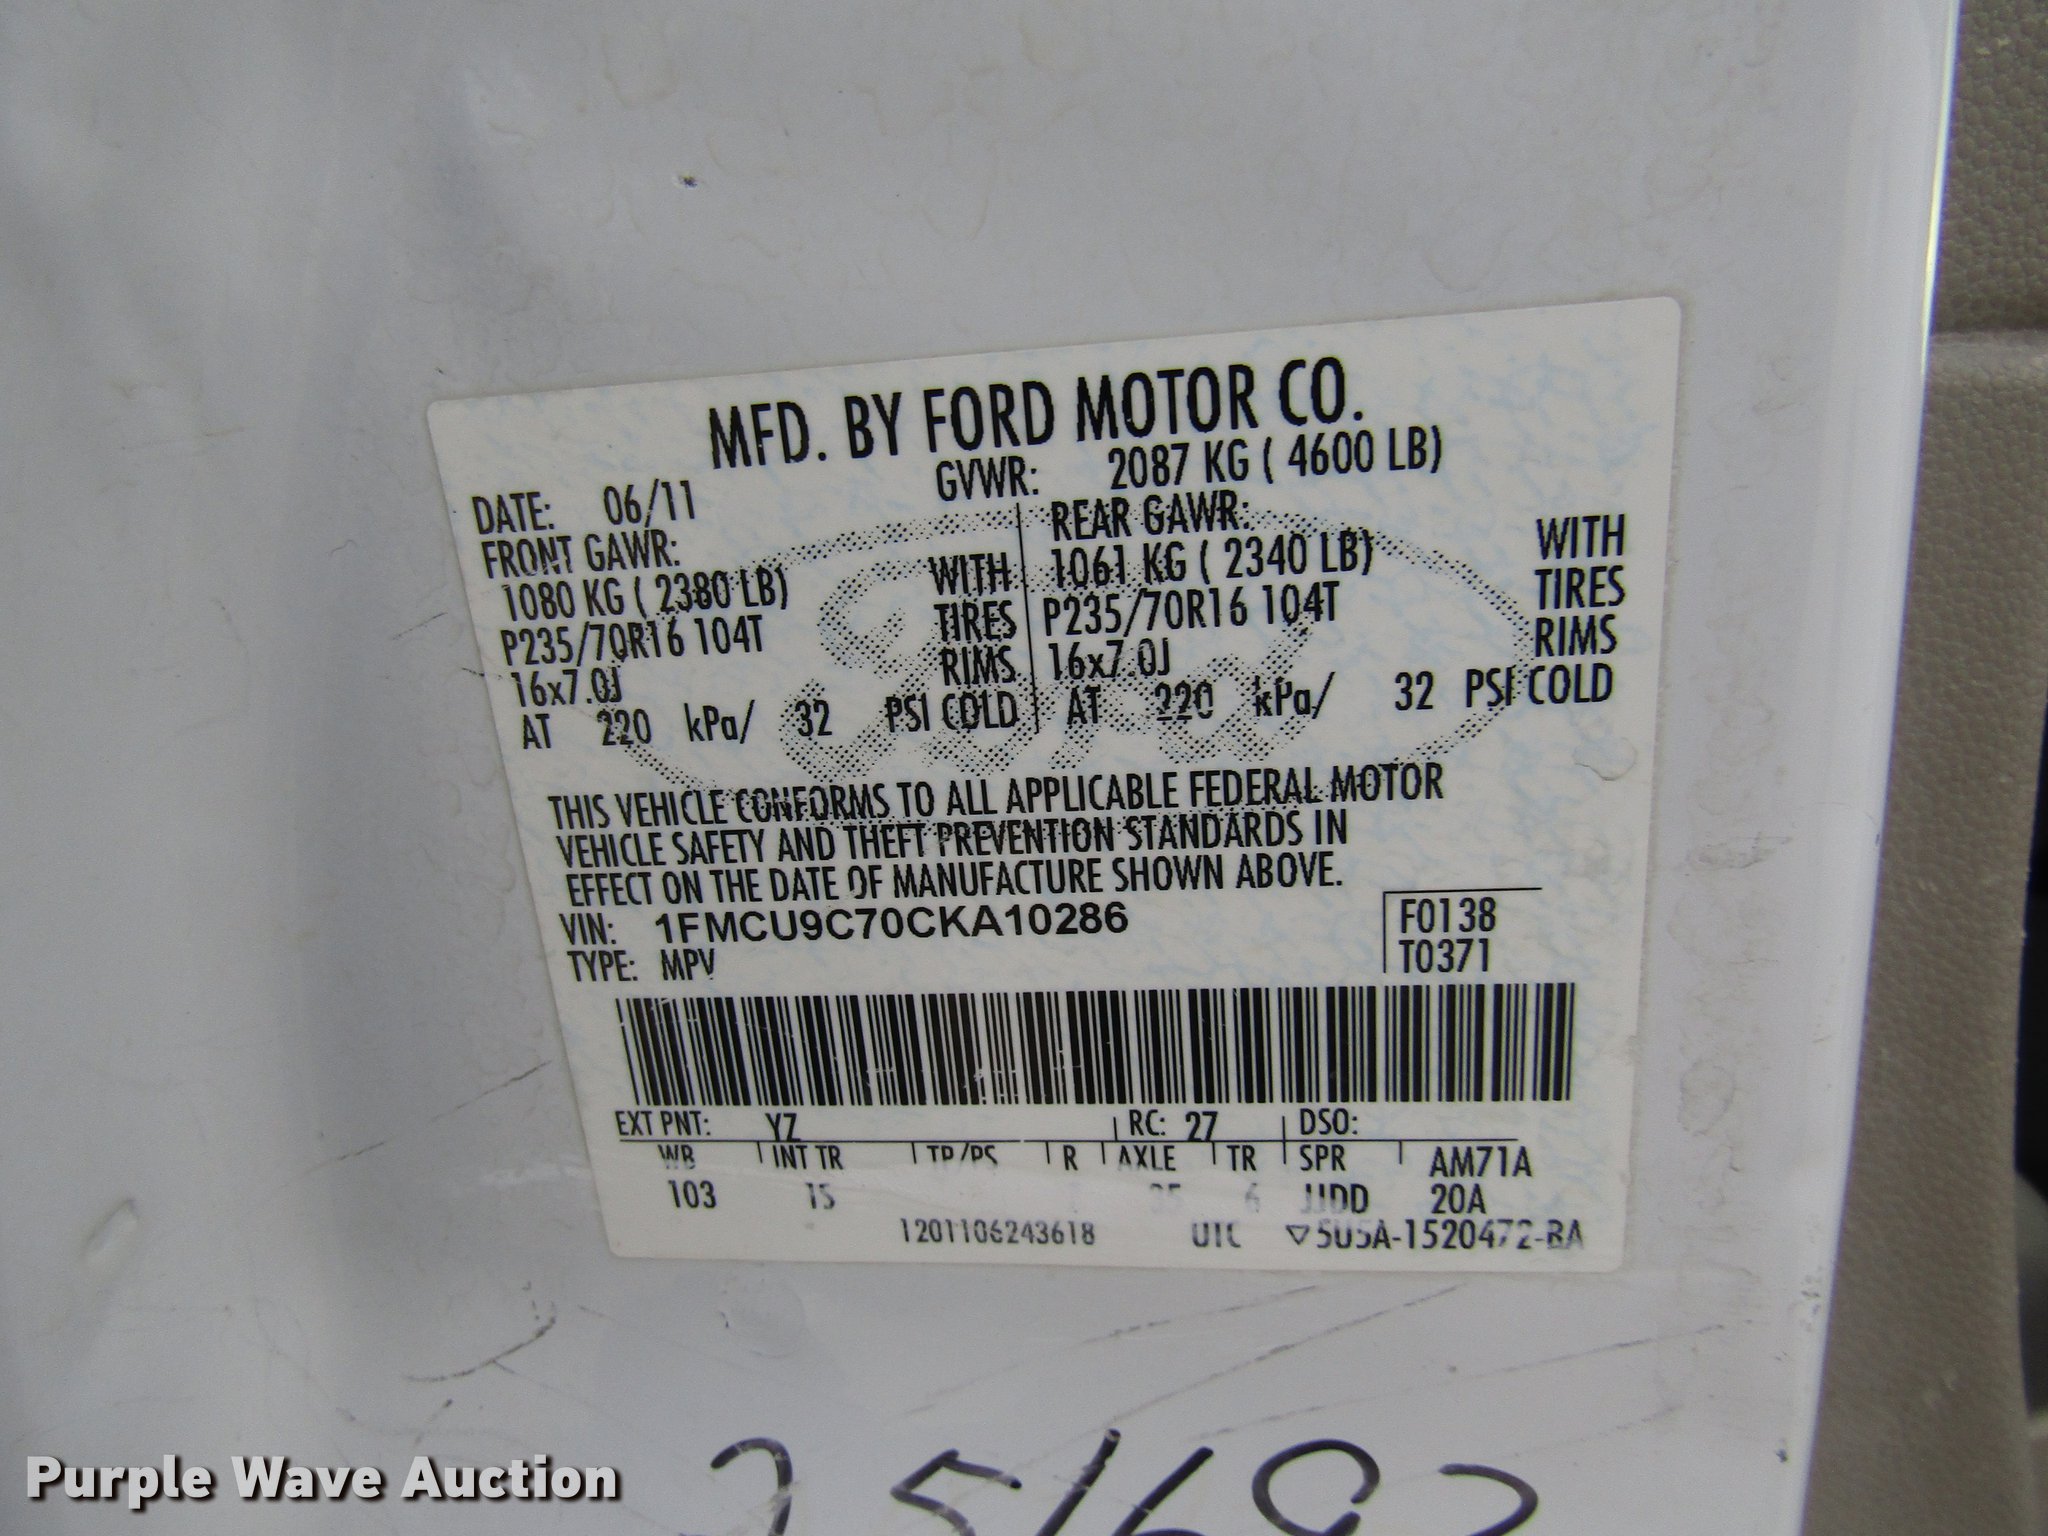 MFD. BY FORD MOTOR CO.
DATE: 06/11 GVWR: 2087 KG ( 4600 LB)
FRONT GAWR: REAR GAWR:
1080 KG ( 2380 LB) WITH 1061 KG ( 2340 LB) WITH
P235/70R16 104T TIRES P235/70R16 104T TIRES
16x7.0J RIMS 16x7.0J RIMS
AT 220 kPa/ 32 PSI COLD AT 220 kPa/ 32 PSI COLD
THIS VEHICLE CONFORMS TO ALL APPLICABLE FEDERAL MOTOR
VEHICLE SAFETY AND THEFT PREVENTION STANDARDS IN
EFFECT ON THE DATE OF MANUFACTURE SHOWN ABOVE.
VIN: 1FMCU9C70CKA10286 F0138
TYPE: MPV T0371
EXT PNT: YZ RC: 27 DSO:
WB INT TR TP/PS R AXLE TR SPR AM71A
103 6 JJDD 20A
1201106243618 UTC ▽5U5A-1520472-BA
Purple Wave Auction